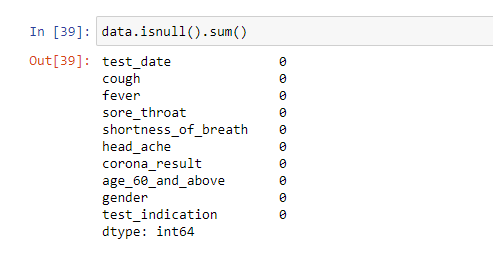 In [39]: data.isnull().sum()
Out[39]: test_date 0
cough 0
fever 0
sore_throat 0
shortness_of_breath 0
head_ache 0
corona_result 0
age_60_and_above 0
gender 0
test_indication 0
dtype: int64